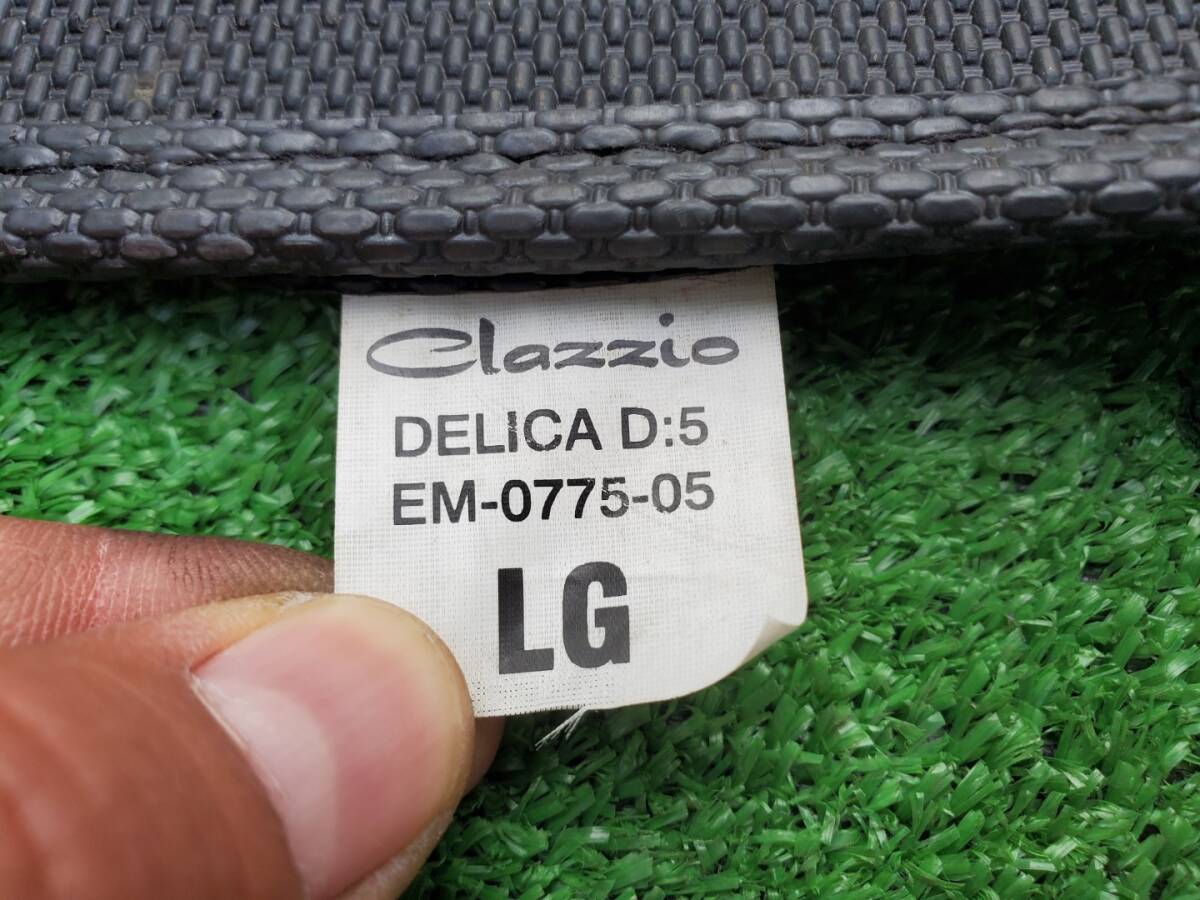 Clazzio
DELICA D:5
EM-0775-05
LG